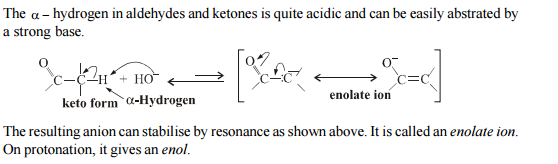 The α – hydrogen in aldehydes and ketones is quite acidic and can be easily abstrated by
a strong base.
O
C–C–H + HO⁻
keto form α-Hydrogen
O
C–C
O⁻
C=C
enolate ion
The resulting anion can stabilise by resonance as shown above. It is called an enolate ion.
On protonation, it gives an enol.